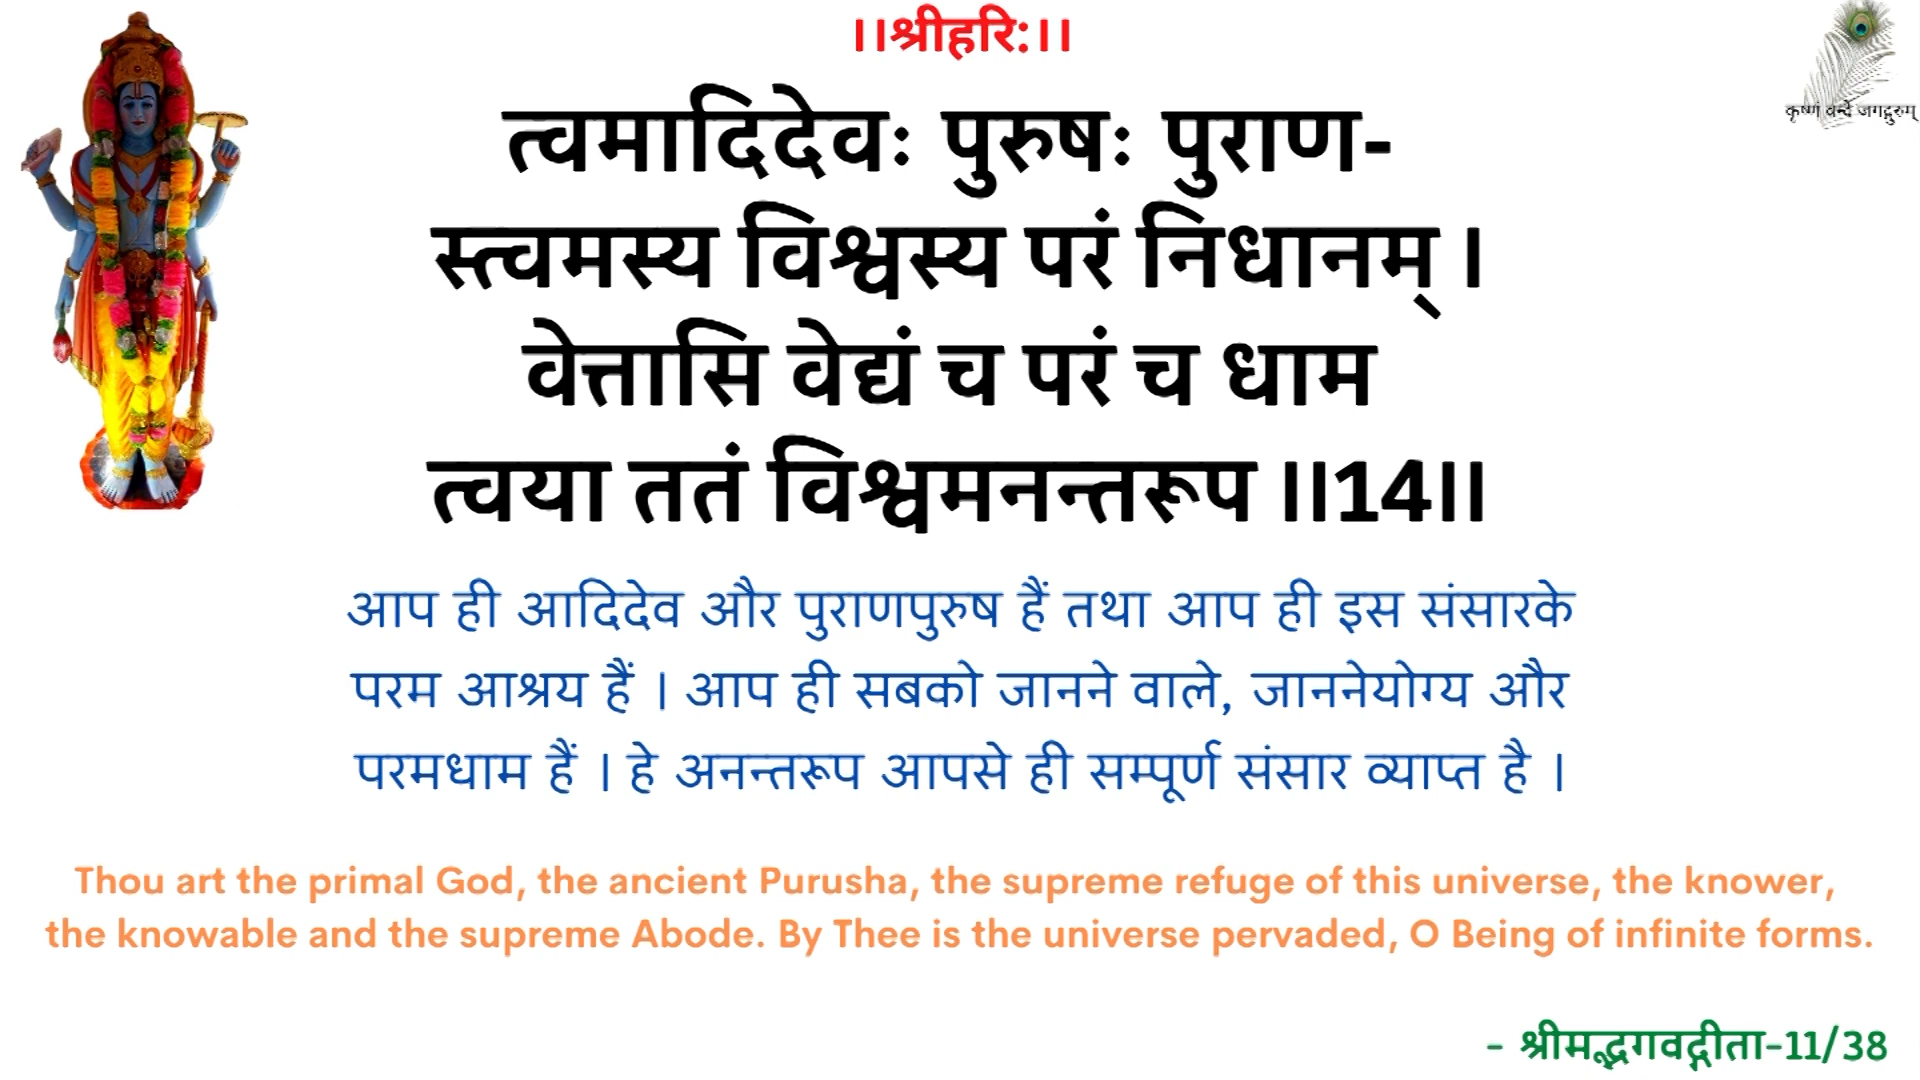 ।।श्रीहरि:।।
कृष्णं वन्दे जगद्गुरुम्
त्वमादिदेवः पुरुषः पुराण-
स्त्वमस्य विश्वस्य परं निधानम् ।
वेत्तासि वेद्यं च परं च धाम
त्वया ततं विश्वमनन्तरूप ।।14।।
आप ही आदिदेव और पुराणपुरुष हैं तथा आप ही इस संसारके
परम आश्रय हैं । आप ही सबको जानने वाले, जाननेयोग्य और
परमधाम हैं । हे अनन्तरूप आपसे ही सम्पूर्ण संसार व्याप्त है ।
Thou art the primal God, the ancient Purusha, the supreme refuge of this universe, the knower,
the knowable and the supreme Abode. By Thee is the universe pervaded, O Being of infinite forms.
- श्रीमद्भगवद्गीता-11/38